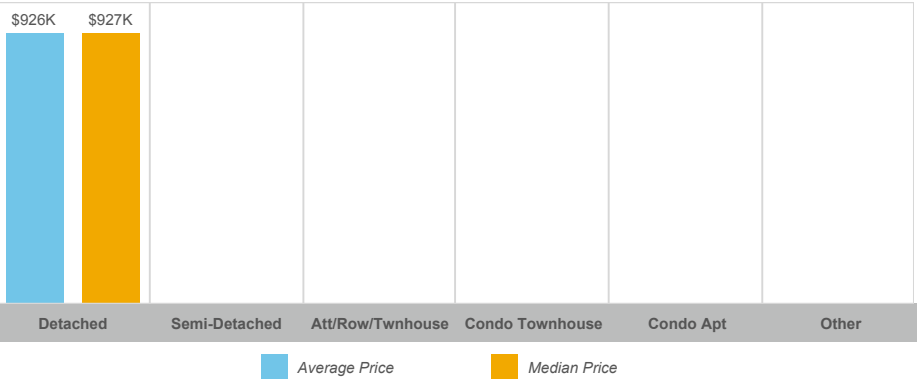 $926K $927K
Detached Semi-Detached Att/Row/Twnhouse Condo Townhouse Condo Apt Other
Average Price Median Price